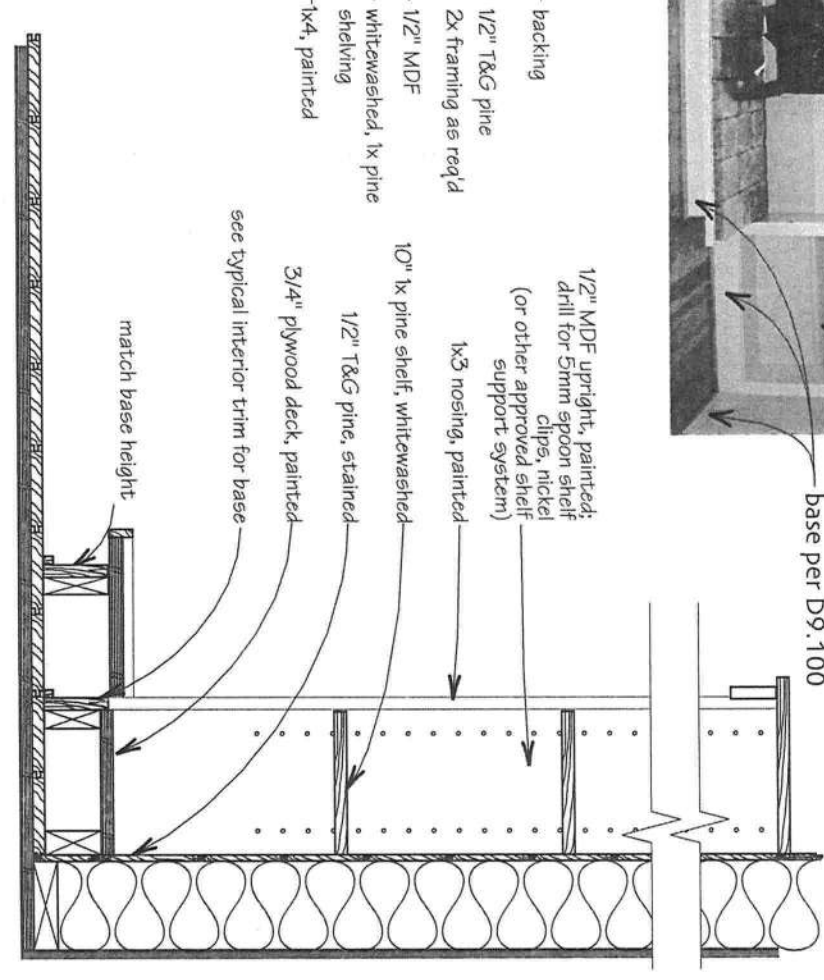 backing
1/2" T&G pine
2x framing as req'd
1/2" MDF
whitewashed, 1x pine
shelving
1x4, painted
base per D9.100
1/2" MDF upright, painted;
drill for 5mm spoon shelf
clips, nickel
(or other approved shelf
support system)
1x3 nosing, painted
10" 1x pine shelf, whitewashed
1/2" T&G pine, stained
3/4" plywood deck, painted
see typical interior trim for base
match base height